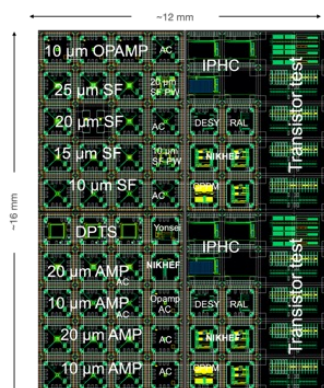 ~12 mm
~16 mm
10 µm OPAMP
AC
IPHC
Transistor test
25 µm SF
20 µm
SF PW
20 µm SF
AC
DESY
RAL
15 µm SF
10 µm
SF PW
NIKHEF
10 µm SF
AC
DPTS
Yonsei
IPHC
Transistor test
20 µm AMP
AC
NIKHEF
10 µm AMP
AC
Opamp
AC
DESY
RAL
20 µm AMP
AC
NIKHEF
10 µm AMP
AC